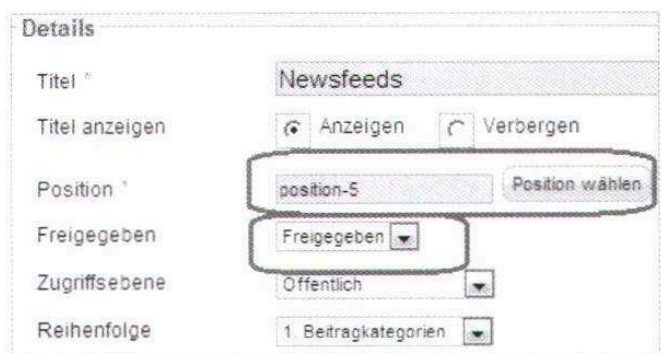 Details
Titel * Newsfeeds
Titel anzeigen Anzeigen Verbergen
Position * position-5 Position wählen
Freigegeben Freigegeben
Zugriffsebene Öffentlich
Reihenfolge 1. Beitragkategorien